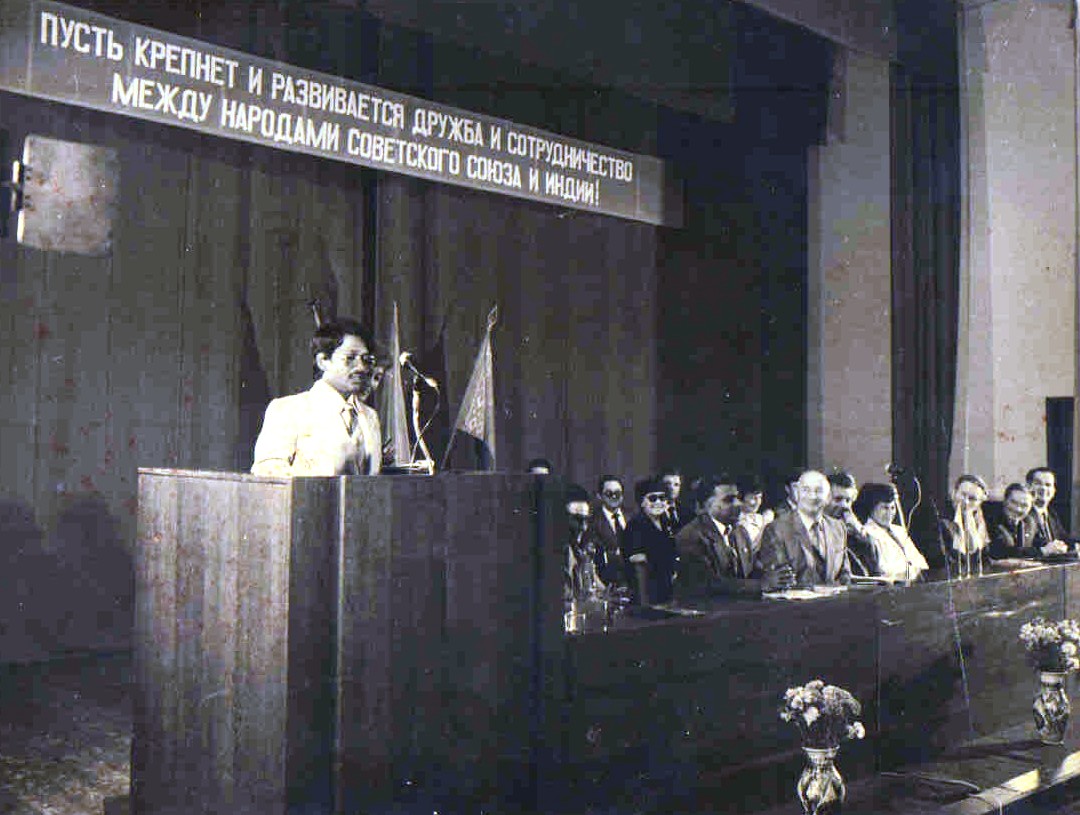 ПУСТЬ КРЕПНЕТ И РАЗВИВАЕТСЯ ДРУЖБА И СОТРУДНИЧЕСТВО
МЕЖДУ НАРОДАМИ СОВЕТСКОГО СОЮЗА И ИНДИИ!